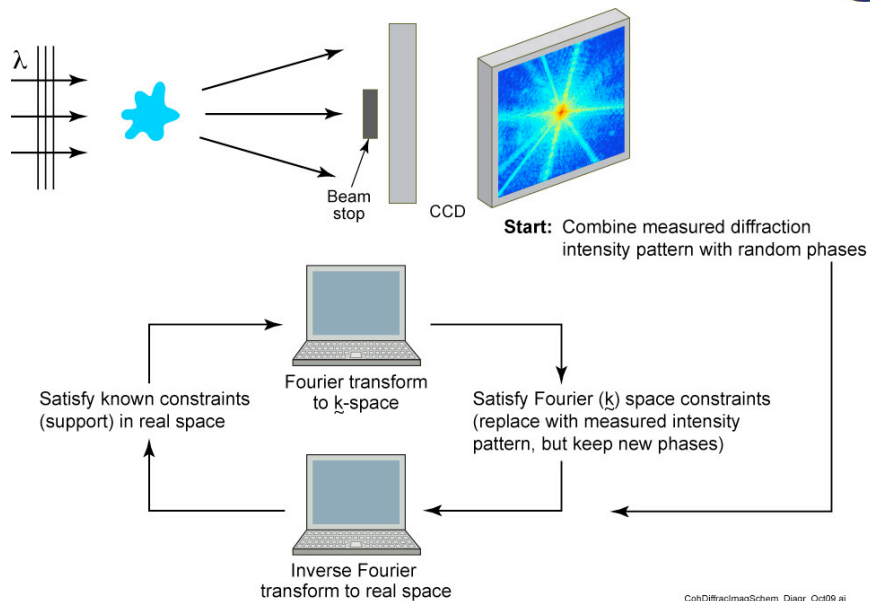 λ
Beam
stop
CCD
Start: Combine measured diffraction
intensity pattern with random phases
Fourier transform
to k̰-space
Satisfy known constraints
(support) in real space
Satisfy Fourier (k̰) space constraints
(replace with measured intensity
pattern, but keep new phases)
Inverse Fourier
transform to real space
CohDiffracImagSchem_Diagr_Oct09.ai